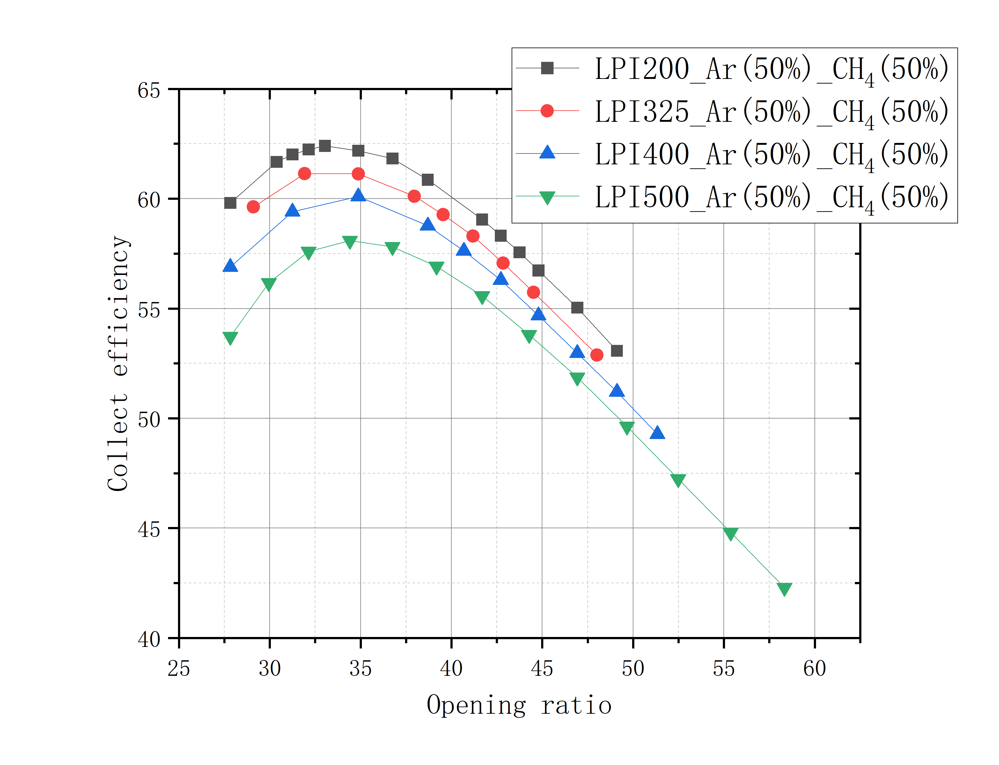 LPI200_Ar(50%)_CH₄(50%)
LPI325_Ar(50%)_CH₄(50%)
LPI400_Ar(50%)_CH₄(50%)
LPI500_Ar(50%)_CH₄(50%)
65
60
55
50
45
40
Collect efficiency
25 30 35 40 45 50 55 60
Opening ratio